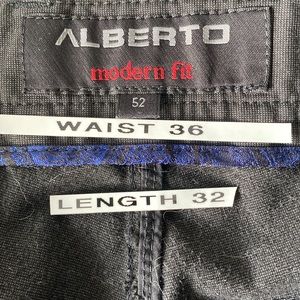 ALBERTO
modern fit
52
WAIST 36
LENGTH 32